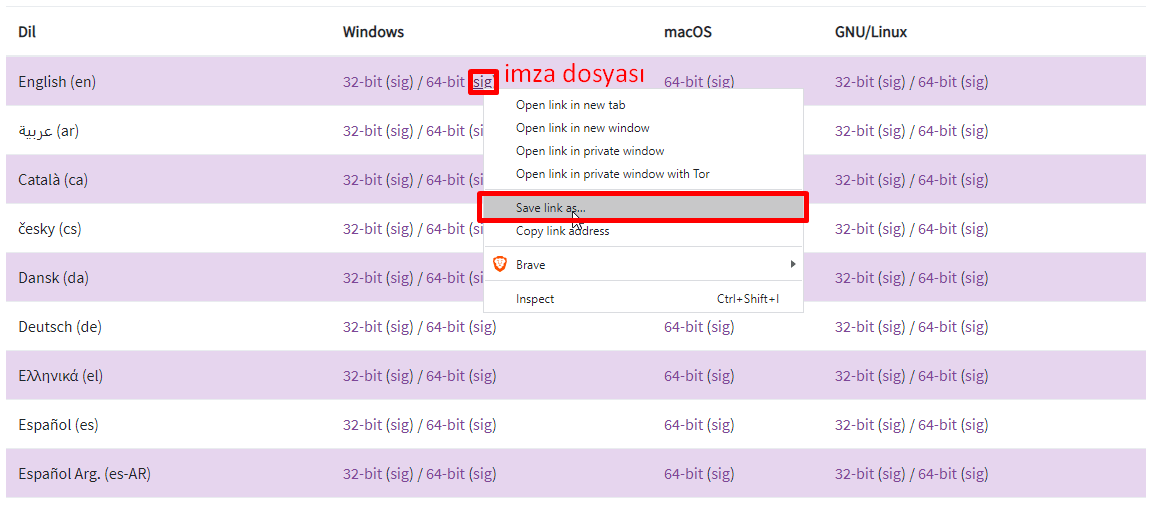 Dil Windows macOS GNU/Linux
English (en) 32-bit (sig) / 64-bit (sig imza dosyası 64-bit (sig) 32-bit (sig) / 64-bit (sig)
Open link in new tab
عربية (ar) 32-bit (sig) / 64-bit (si Open link in new window 32-bit (sig) / 64-bit (sig)
Open link in private window
Català (ca) 32-bit (sig) / 64-bit (si Open link in private window with Tor 32-bit (sig) / 64-bit (sig)
Save link as...
česky (cs) 32-bit (sig) / 64-bit (si Copy link address 32-bit (sig) / 64-bit (sig)
Brave
Dansk (da) 32-bit (sig) / 64-bit (si 32-bit (sig) / 64-bit (sig)
Inspect Ctrl+Shift+I
Deutsch (de) 32-bit (sig) / 64-bit (sig) 64-bit (sig) 32-bit (sig) / 64-bit (sig)
Ελληνικά (el) 32-bit (sig) / 64-bit (sig) 64-bit (sig) 32-bit (sig) / 64-bit (sig)
Español (es) 32-bit (sig) / 64-bit (sig) 64-bit (sig) 32-bit (sig) / 64-bit (sig)
Español Arg. (es-AR) 32-bit (sig) / 64-bit (sig) 64-bit (sig) 32-bit (sig) / 64-bit (sig)